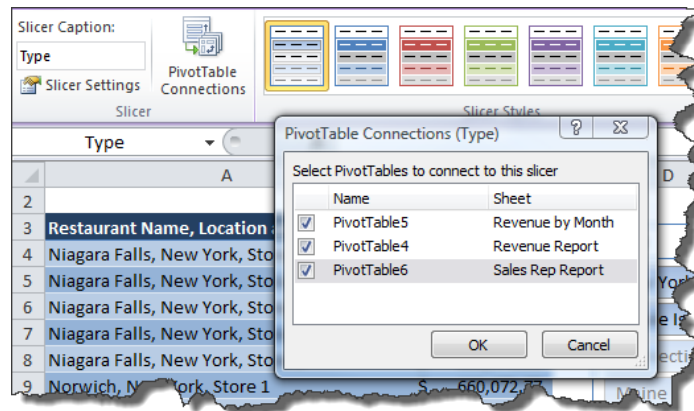 Slicer Caption:
Type
Slicer Settings
PivotTable
Connections
Slicer
Slicer Styles
Type
PivotTable Connections (Type)
Select PivotTables to connect to this slicer
Name Sheet
PivotTable5 Revenue by Month
PivotTable4 Revenue Report
PivotTable6 Sales Rep Report
OK Cancel
A D
2
3 Restaurant Name, Location
4 Niagara Falls, New York, Sto
5 Niagara Falls, New York, Sto
6 Niagara Falls, New York, Sto
7 Niagara Falls, New York, Sto
8 Niagara Falls, New York, Sto
9 Norwich, New York, Store 1 $ 660,072.77
York
e Is
ecti
Maine